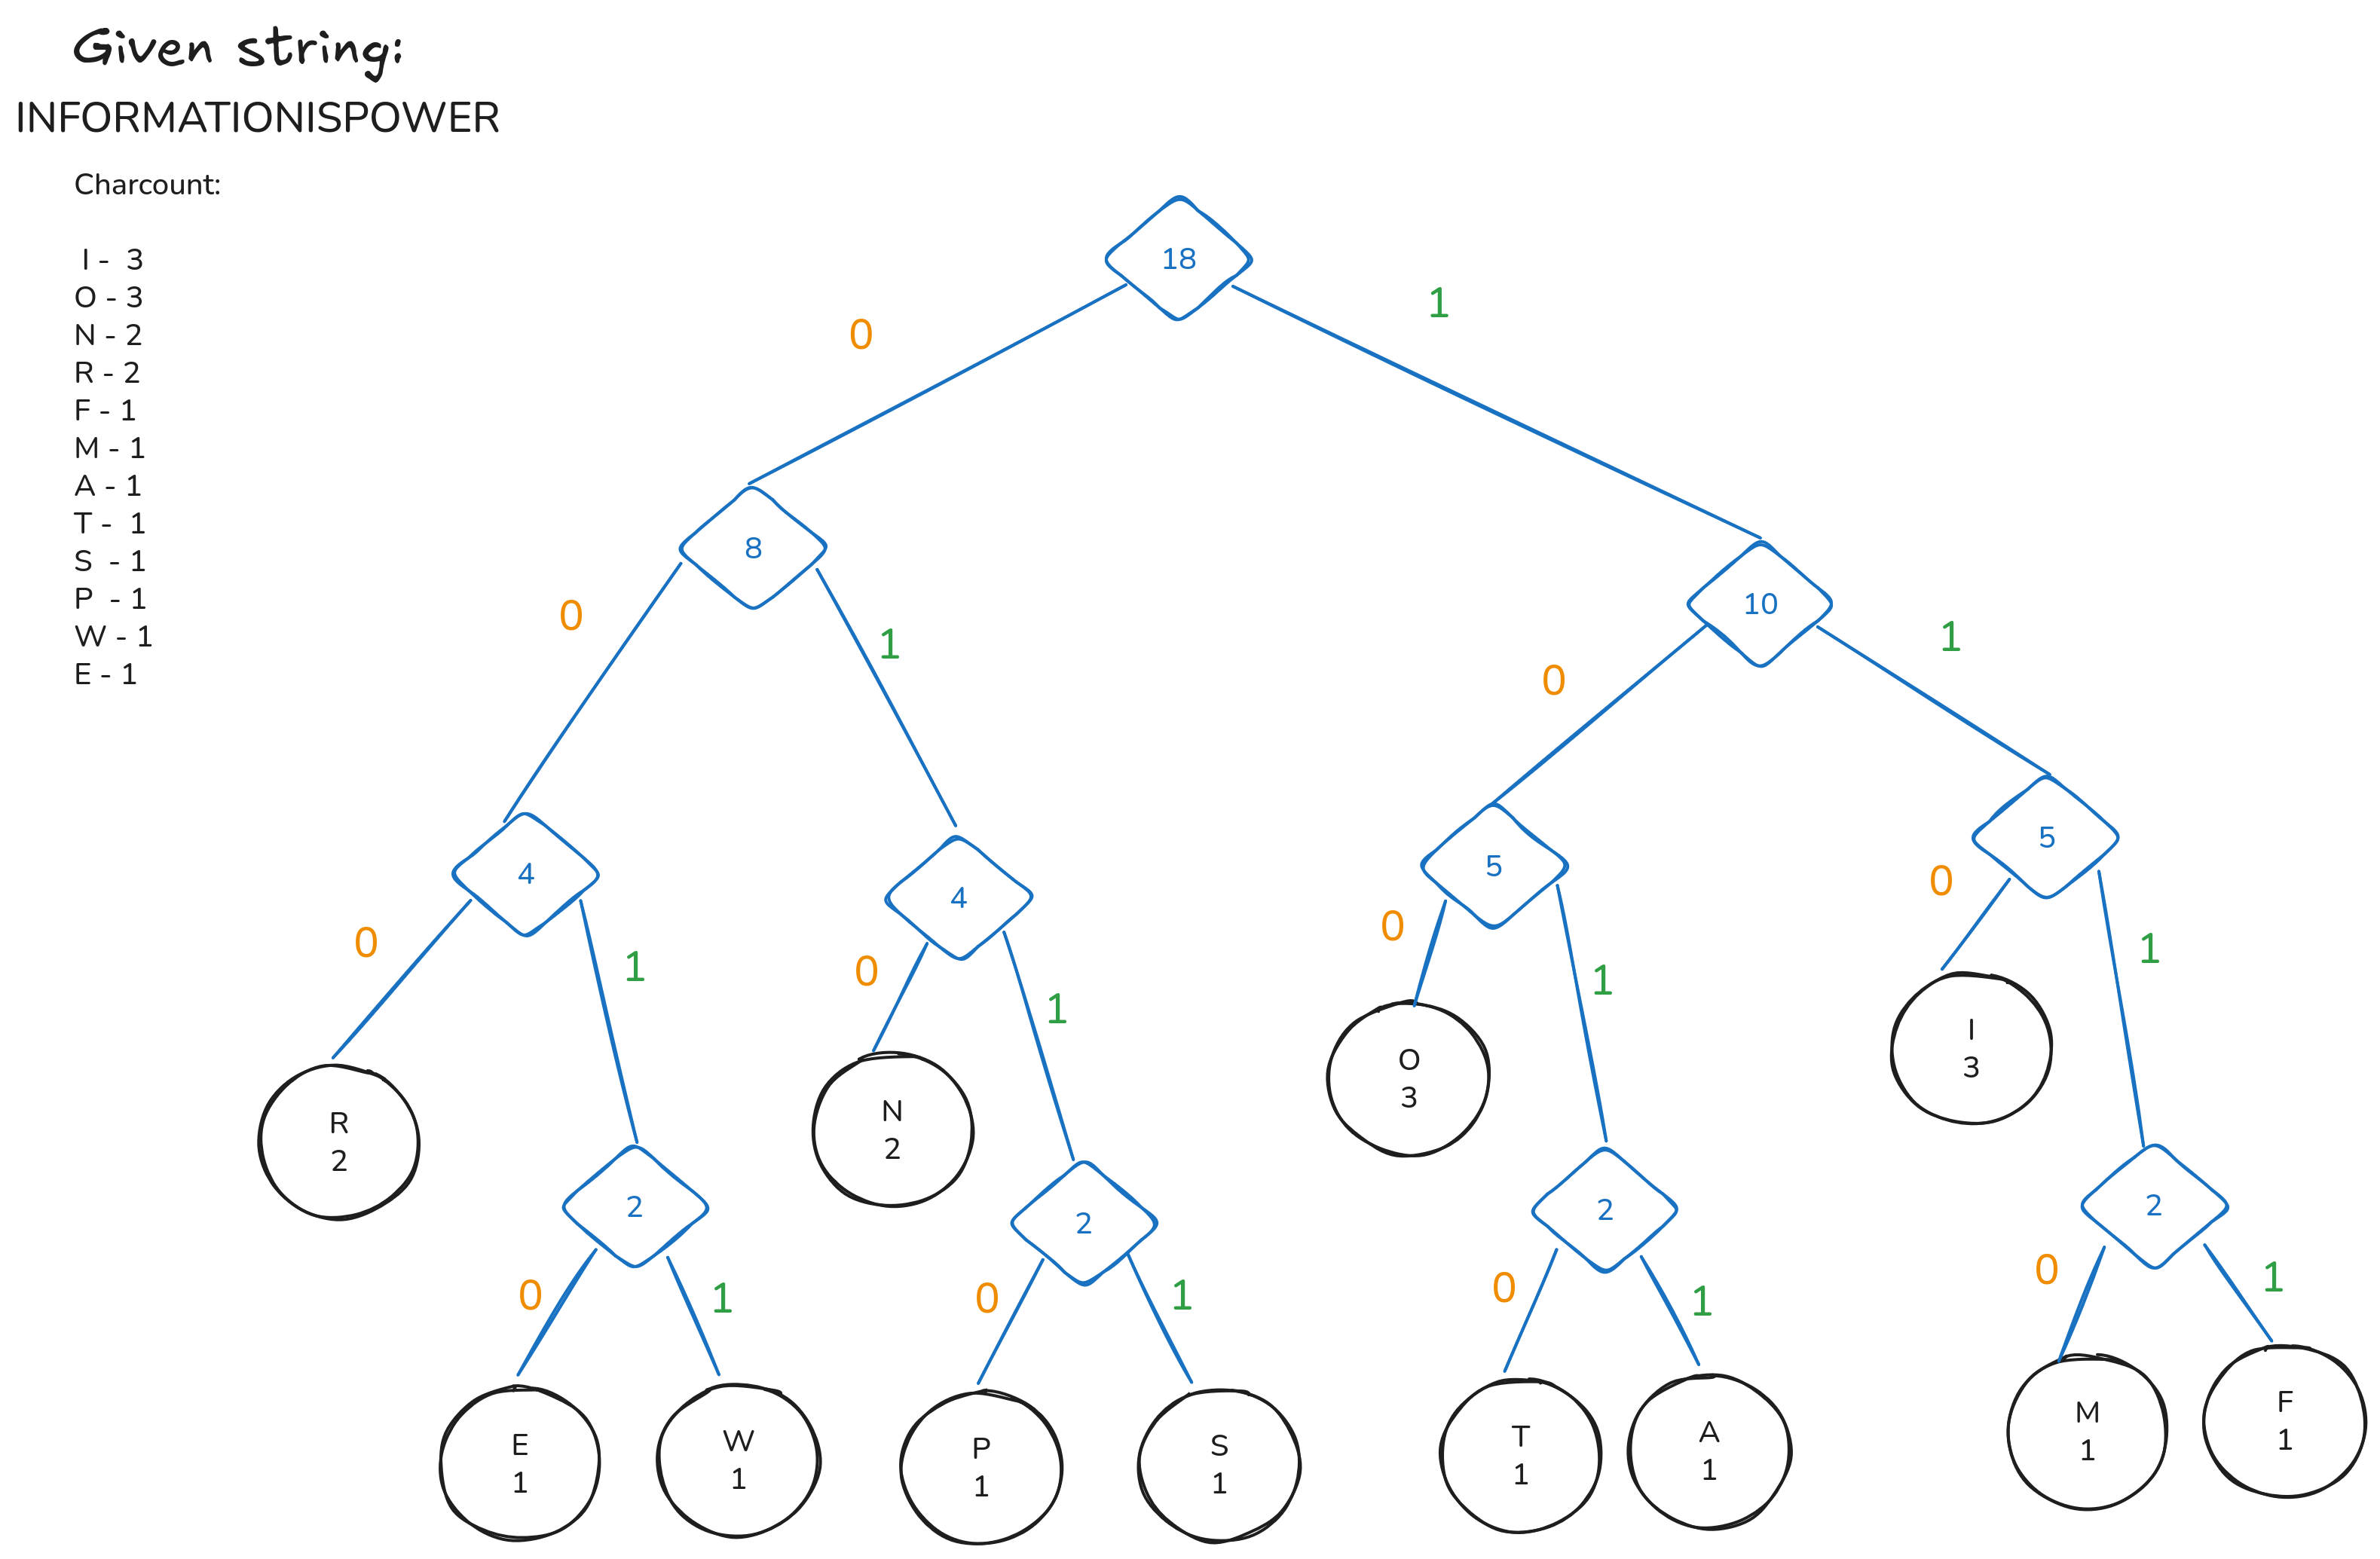 Given string:
INFORMATIONISPOWER
Charcount:
I - 3
O - 3
N - 2
R - 2
F - 1
M - 1
A - 1
T - 1
S - 1
P - 1
W - 1
E - 1
18
0
1
8
10
0
1
0
1
4
4
5
5
0
1
0
1
0
1
0
1
R
2
2
N
2
2
O
3
2
I
3
2
0
1
0
1
0
1
0
1
E
1
W
1
P
1
S
1
T
1
A
1
M
1
F
1